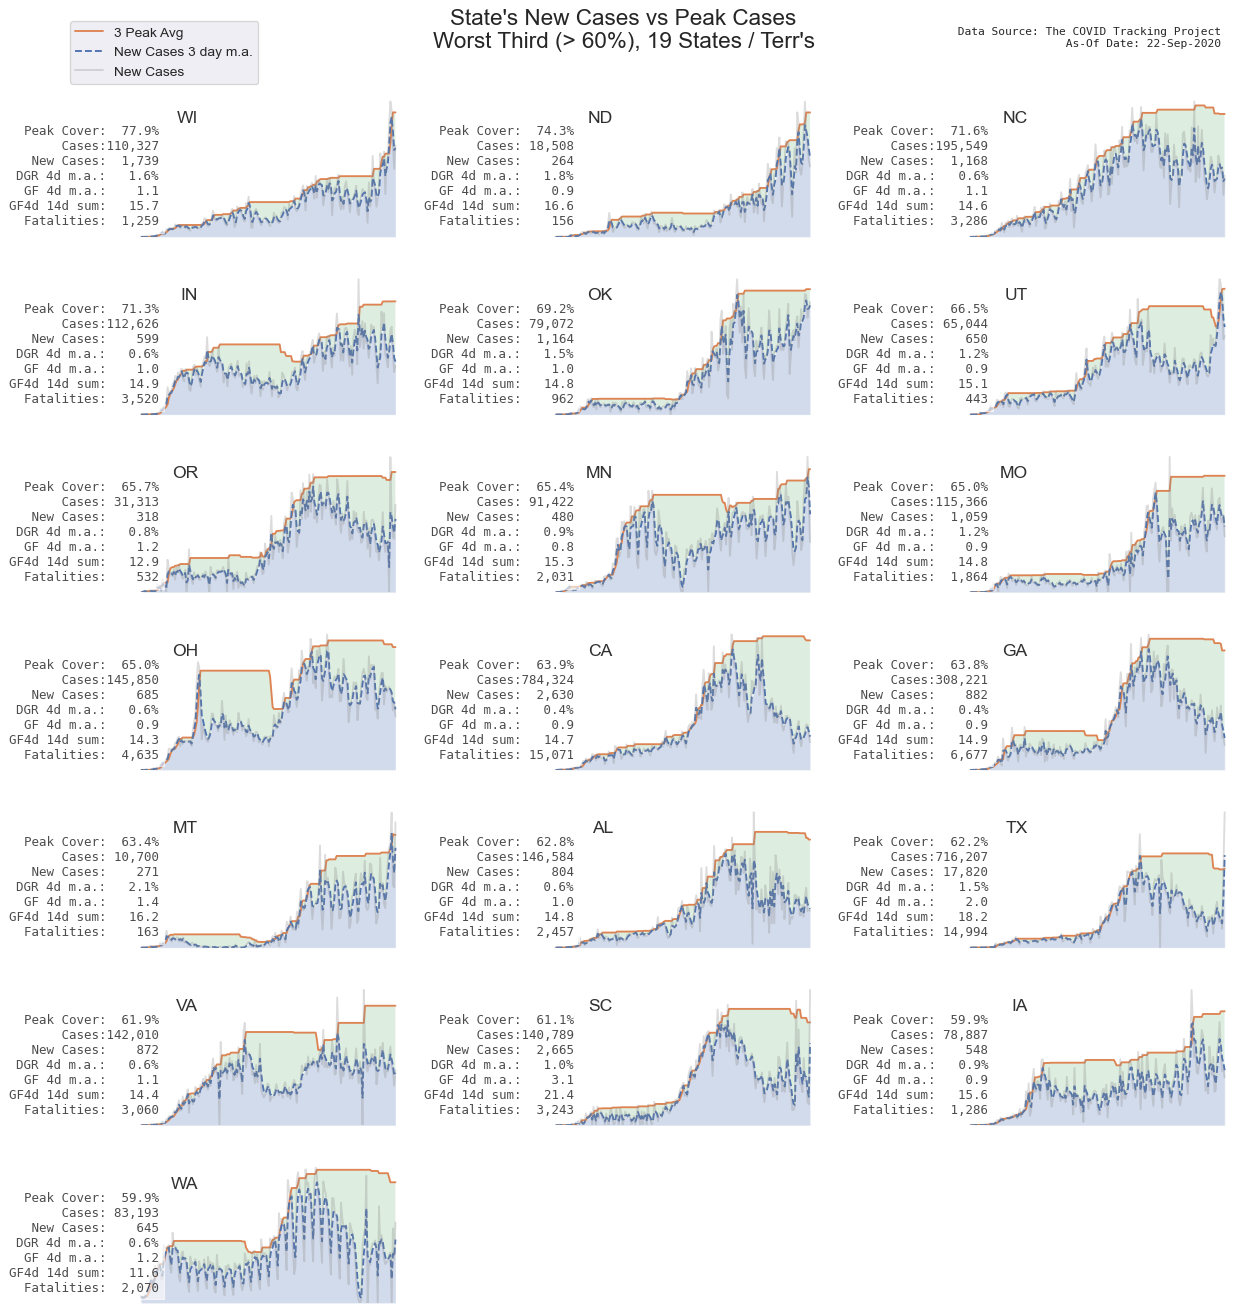 State's New Cases vs Peak Cases
Worst Third (> 60%), 19 States / Terr's
3 Peak Avg
New Cases 3 day m.a.
New Cases
Data Source: The COVID Tracking Project
As-Of Date: 22-Sep-2020
WI
Peak Cover: 77.9%
Cases:110,327
New Cases: 1,739
DGR 4d m.a.: 1.6%
GF 4d m.a.: 1.1
GF4d 14d sum: 15.7
Fatalities: 1,259
ND
Peak Cover: 74.3%
Cases: 18,508
New Cases: 264
DGR 4d m.a.: 1.8%
GF 4d m.a.: 0.9
GF4d 14d sum: 16.6
Fatalities: 156
NC
Peak Cover: 71.6%
Cases:195,549
New Cases: 1,168
DGR 4d m.a.: 0.6%
GF 4d m.a.: 1.1
GF4d 14d sum: 14.6
Fatalities: 3,286
IN
Peak Cover: 71.3%
Cases:112,626
New Cases: 599
DGR 4d m.a.: 0.6%
GF 4d m.a.: 1.0
GF4d 14d sum: 14.9
Fatalities: 3,520
OK
Peak Cover: 69.2%
Cases: 79,072
New Cases: 1,164
DGR 4d m.a.: 1.5%
GF 4d m.a.: 1.0
GF4d 14d sum: 14.8
Fatalities: 962
UT
Peak Cover: 66.5%
Cases: 65,044
New Cases: 650
DGR 4d m.a.: 1.2%
GF 4d m.a.: 0.9
GF4d 14d sum: 15.1
Fatalities: 443
OR
Peak Cover: 65.7%
Cases: 31,313
New Cases: 318
DGR 4d m.a.: 0.8%
GF 4d m.a.: 1.2
GF4d 14d sum: 12.9
Fatalities: 532
MN
Peak Cover: 65.4%
Cases: 91,422
New Cases: 480
DGR 4d m.a.: 0.9%
GF 4d m.a.: 0.8
GF4d 14d sum: 15.3
Fatalities: 2,031
MO
Peak Cover: 65.0%
Cases:115,366
New Cases: 1,059
DGR 4d m.a.: 1.2%
GF 4d m.a.: 0.9
GF4d 14d sum: 14.8
Fatalities: 1,864
OH
Peak Cover: 65.0%
Cases:145,850
New Cases: 685
DGR 4d m.a.: 0.6%
GF 4d m.a.: 0.9
GF4d 14d sum: 14.3
Fatalities: 4,635
CA
Peak Cover: 63.9%
Cases:784,324
New Cases: 2,630
DGR 4d m.a.: 0.4%
GF 4d m.a.: 0.9
GF4d 14d sum: 14.7
Fatalities: 15,071
GA
Peak Cover: 63.8%
Cases:308,221
New Cases: 882
DGR 4d m.a.: 0.4%
GF 4d m.a.: 0.9
GF4d 14d sum: 14.9
Fatalities: 6,677
MT
Peak Cover: 63.4%
Cases: 10,700
New Cases: 271
DGR 4d m.a.: 2.1%
GF 4d m.a.: 1.4
GF4d 14d sum: 16.2
Fatalities: 163
AL
Peak Cover: 62.8%
Cases:146,584
New Cases: 804
DGR 4d m.a.: 0.6%
GF 4d m.a.: 1.0
GF4d 14d sum: 14.8
Fatalities: 2,457
TX
Peak Cover: 62.2%
Cases:716,207
New Cases: 17,820
DGR 4d m.a.: 1.5%
GF 4d m.a.: 2.0
GF4d 14d sum: 18.2
Fatalities: 14,994
VA
Peak Cover: 61.9%
Cases:142,010
New Cases: 872
DGR 4d m.a.: 0.6%
GF 4d m.a.: 1.1
GF4d 14d sum: 14.4
Fatalities: 3,060
SC
Peak Cover: 61.1%
Cases:140,789
New Cases: 2,665
DGR 4d m.a.: 1.0%
GF 4d m.a.: 3.1
GF4d 14d sum: 21.4
Fatalities: 3,243
IA
Peak Cover: 59.9%
Cases: 78,887
New Cases: 548
DGR 4d m.a.: 0.9%
GF 4d m.a.: 0.9
GF4d 14d sum: 15.6
Fatalities: 1,286
WA
Peak Cover: 59.9%
Cases: 83,193
New Cases: 645
DGR 4d m.a.: 0.6%
GF 4d m.a.: 1.2
GF4d 14d sum: 11.6
Fatalities: 2,070